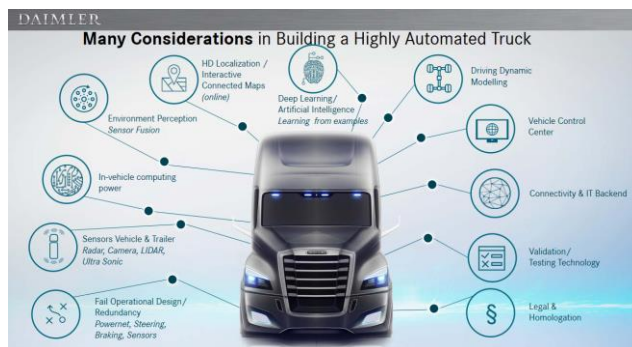 DAIMLER
Many Considerations in Building a Highly Automated Truck
HD Localization /
Interactive
Connected Maps
(online)
Deep Learning/
Artificial Intelligence
Learning from examples
Driving Dynamic
Modelling
Environment Perception
Sensor Fusion
Vehicle Control
Center
In-vehicle computing
power
Connectivity & IT Backend
Sensors Vehicle & Trailer
Radar, Camera, LIDAR,
Ultra Sonic
Validation/
Testing Technology
Fail Operational Design/
Redundancy
Powernet, Steering,
Braking, Sensors
§
Legal &
Homologation